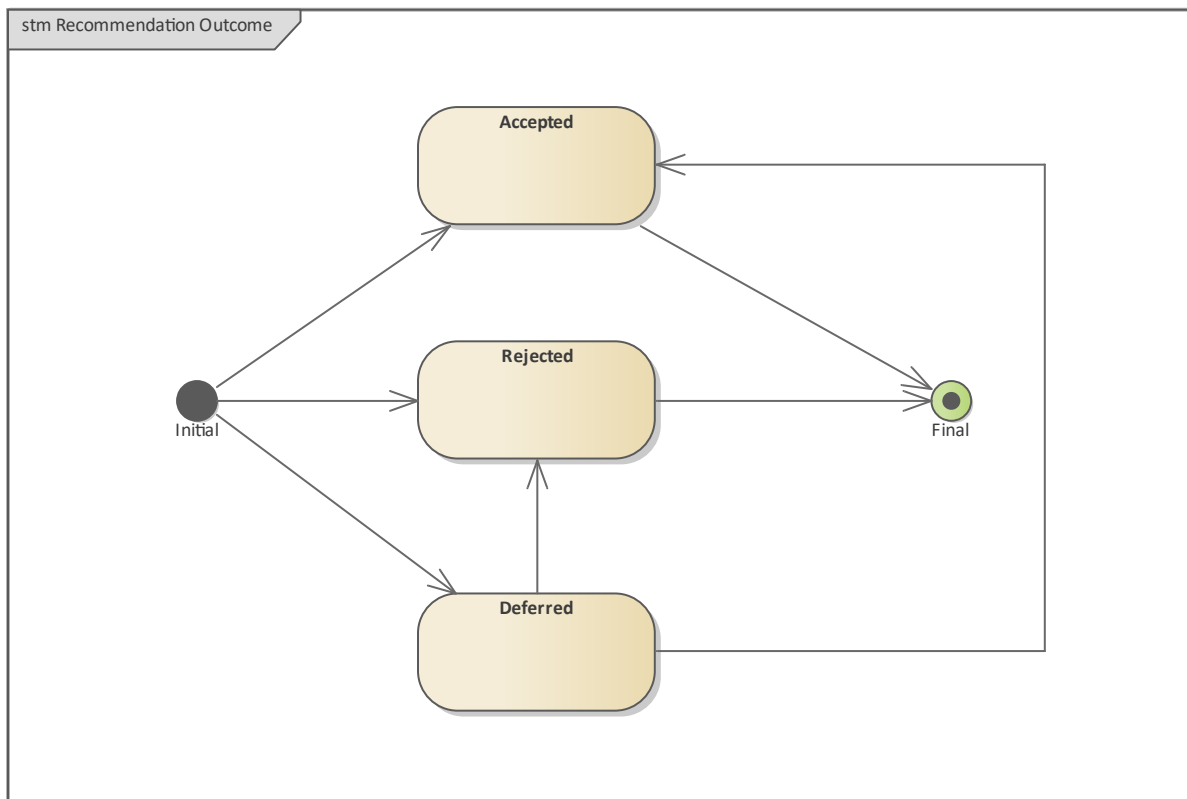 stm Recommendation Outcome
Accepted
Rejected
Initial
Final
Deferred